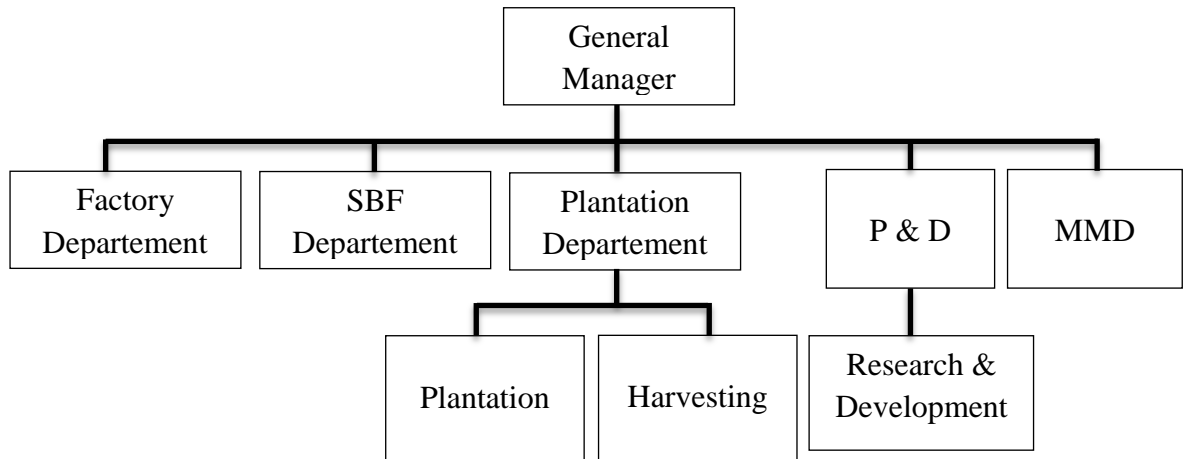 General
Manager
Factory
Departement
SBF
Departement
Plantation
Departement
P & D
MMD
Plantation
Harvesting
Research &
Development